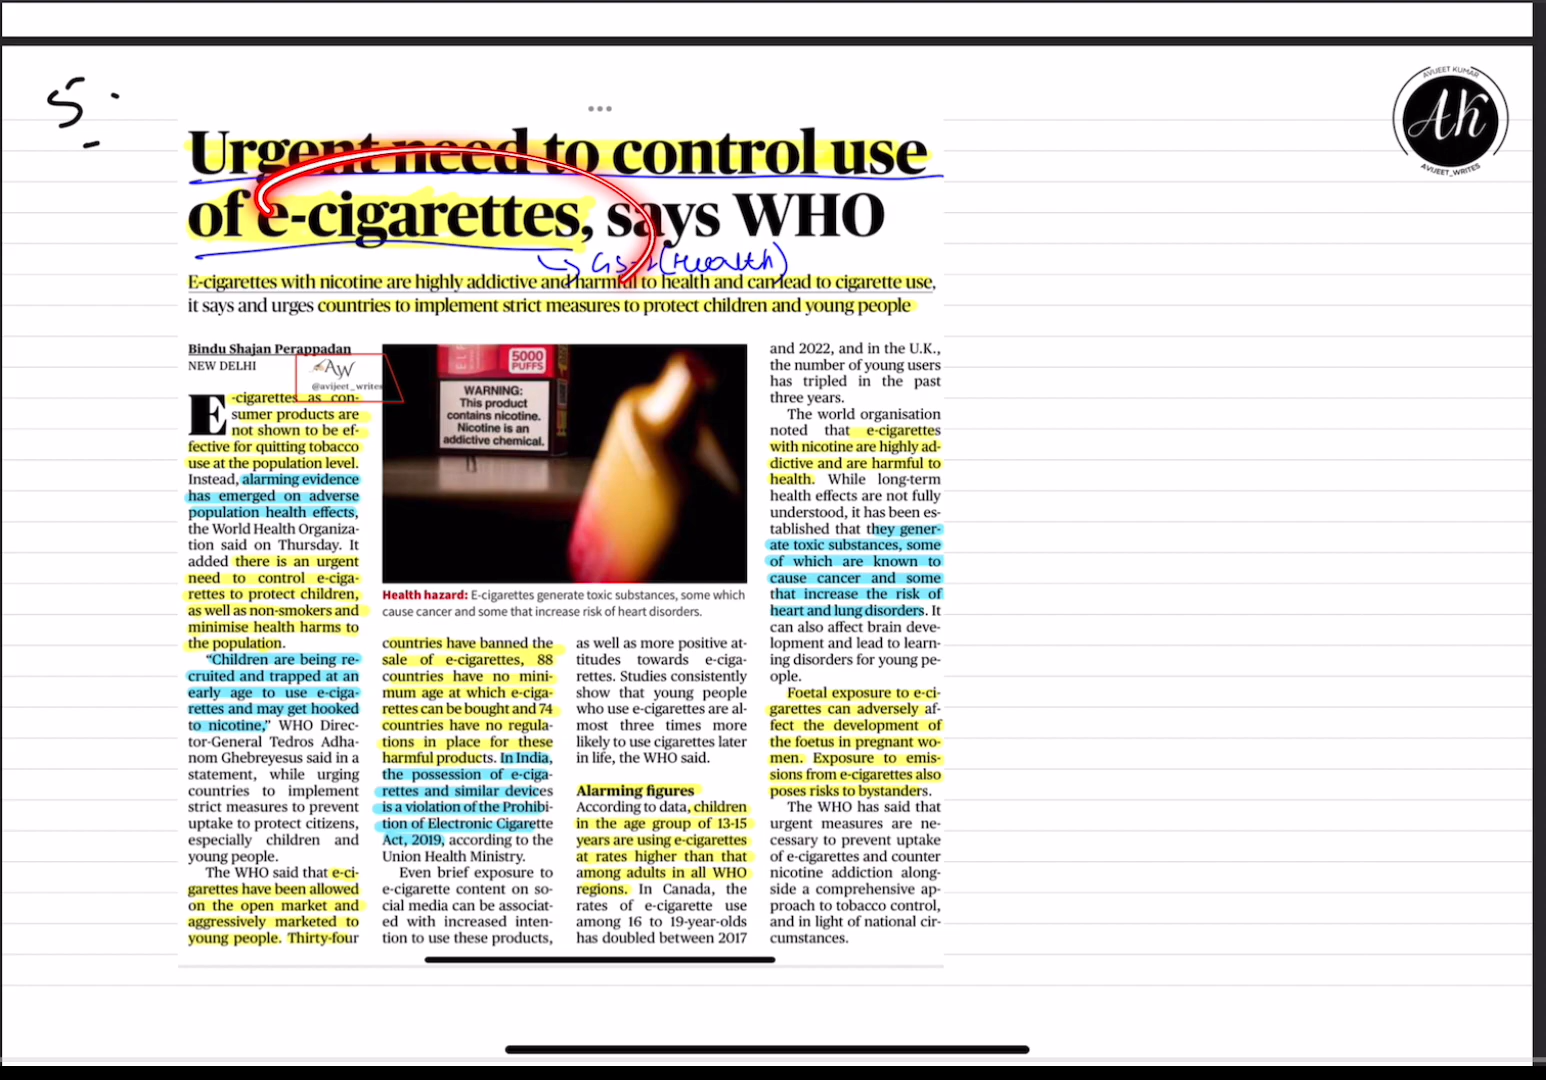 5.
AVIJEET KUMAR
AK
AVIJEET_WRITES
Urgent need to control use
of e-cigarettes, says WHO
GS-2 (Health)
E-cigarettes with nicotine are highly addictive and harmful to health and can lead to cigarette use,
it says and urges countries to implement strict measures to protect children and young people
Bindu Shajan Perappadan
NEW DELHI
AW
@avijeet_writes
E-cigarettes as con-
sumer products are
not shown to be ef-
fective for quitting tobacco
use at the population level.
Instead, alarming evidence
has emerged on adverse
population health effects,
the World Health Organiza-
tion said on Thursday. It
added there is an urgent
need to control e-ciga-
rettes to protect children,
as well as non-smokers and
minimise health harms to
the population.
“Children are being re-
cruited and trapped at an
early age to use e-ciga-
rettes and may get hooked
to nicotine,” WHO Direc-
tor-General Tedros Adha-
nom Ghebreyesus said in a
statement, while urging
countries to implement
strict measures to prevent
uptake to protect citizens,
especially children and
young people.
The WHO said that e-ci-
garettes have been allowed
on the open market and
aggressively marketed to
young people. Thirty-four
5000
PUFFS
WARNING:
This product
contains nicotine.
Nicotine is an
addictive chemical.
Health hazard: E-cigarettes generate toxic substances, some which
cause cancer and some that increase risk of heart disorders.
countries have banned the
sale of e-cigarettes, 88
countries have no mini-
mum age at which e-ciga-
rettes can be bought and 74
countries have no regula-
tions in place for these
harmful products. In India,
the possession of e-ciga-
rettes and similar devices
is a violation of the Prohibi-
tion of Electronic Cigarette
Act, 2019, according to the
Union Health Ministry.
Even brief exposure to
e-cigarette content on so-
cial media can be associat-
ed with increased inten-
tion to use these products,
as well as more positive at-
titudes towards e-ciga-
rettes. Studies consistently
show that young people
who use e-cigarettes are al-
most three times more
likely to use cigarettes later
in life, the WHO said.
Alarming figures
According to data, children
in the age group of 13-15
years are using e-cigarettes
at rates higher than that
among adults in all WHO
regions. In Canada, the
rates of e-cigarette use
among 16 to 19-year-olds
has doubled between 2017
and 2022, and in the U.K.,
the number of young users
has tripled in the past
three years.
The world organisation
noted that e-cigarettes
with nicotine are highly ad-
dictive and are harmful to
health. While long-term
health effects are not fully
understood, it has been es-
tablished that they gener-
ate toxic substances, some
of which are known to
cause cancer and some
that increase the risk of
heart and lung disorders. It
can also affect brain deve-
lopment and lead to learn-
ing disorders for young pe-
ople.
Foetal exposure to e-ci-
garettes can adversely af-
fect the development of
the foetus in pregnant wo-
men. Exposure to emis-
sions from e-cigarettes also
poses risks to bystanders.
The WHO has said that
urgent measures are ne-
cessary to prevent uptake
of e-cigarettes and counter
nicotine addiction along-
side a comprehensive ap-
proach to tobacco control,
and in light of national cir-
cumstances.